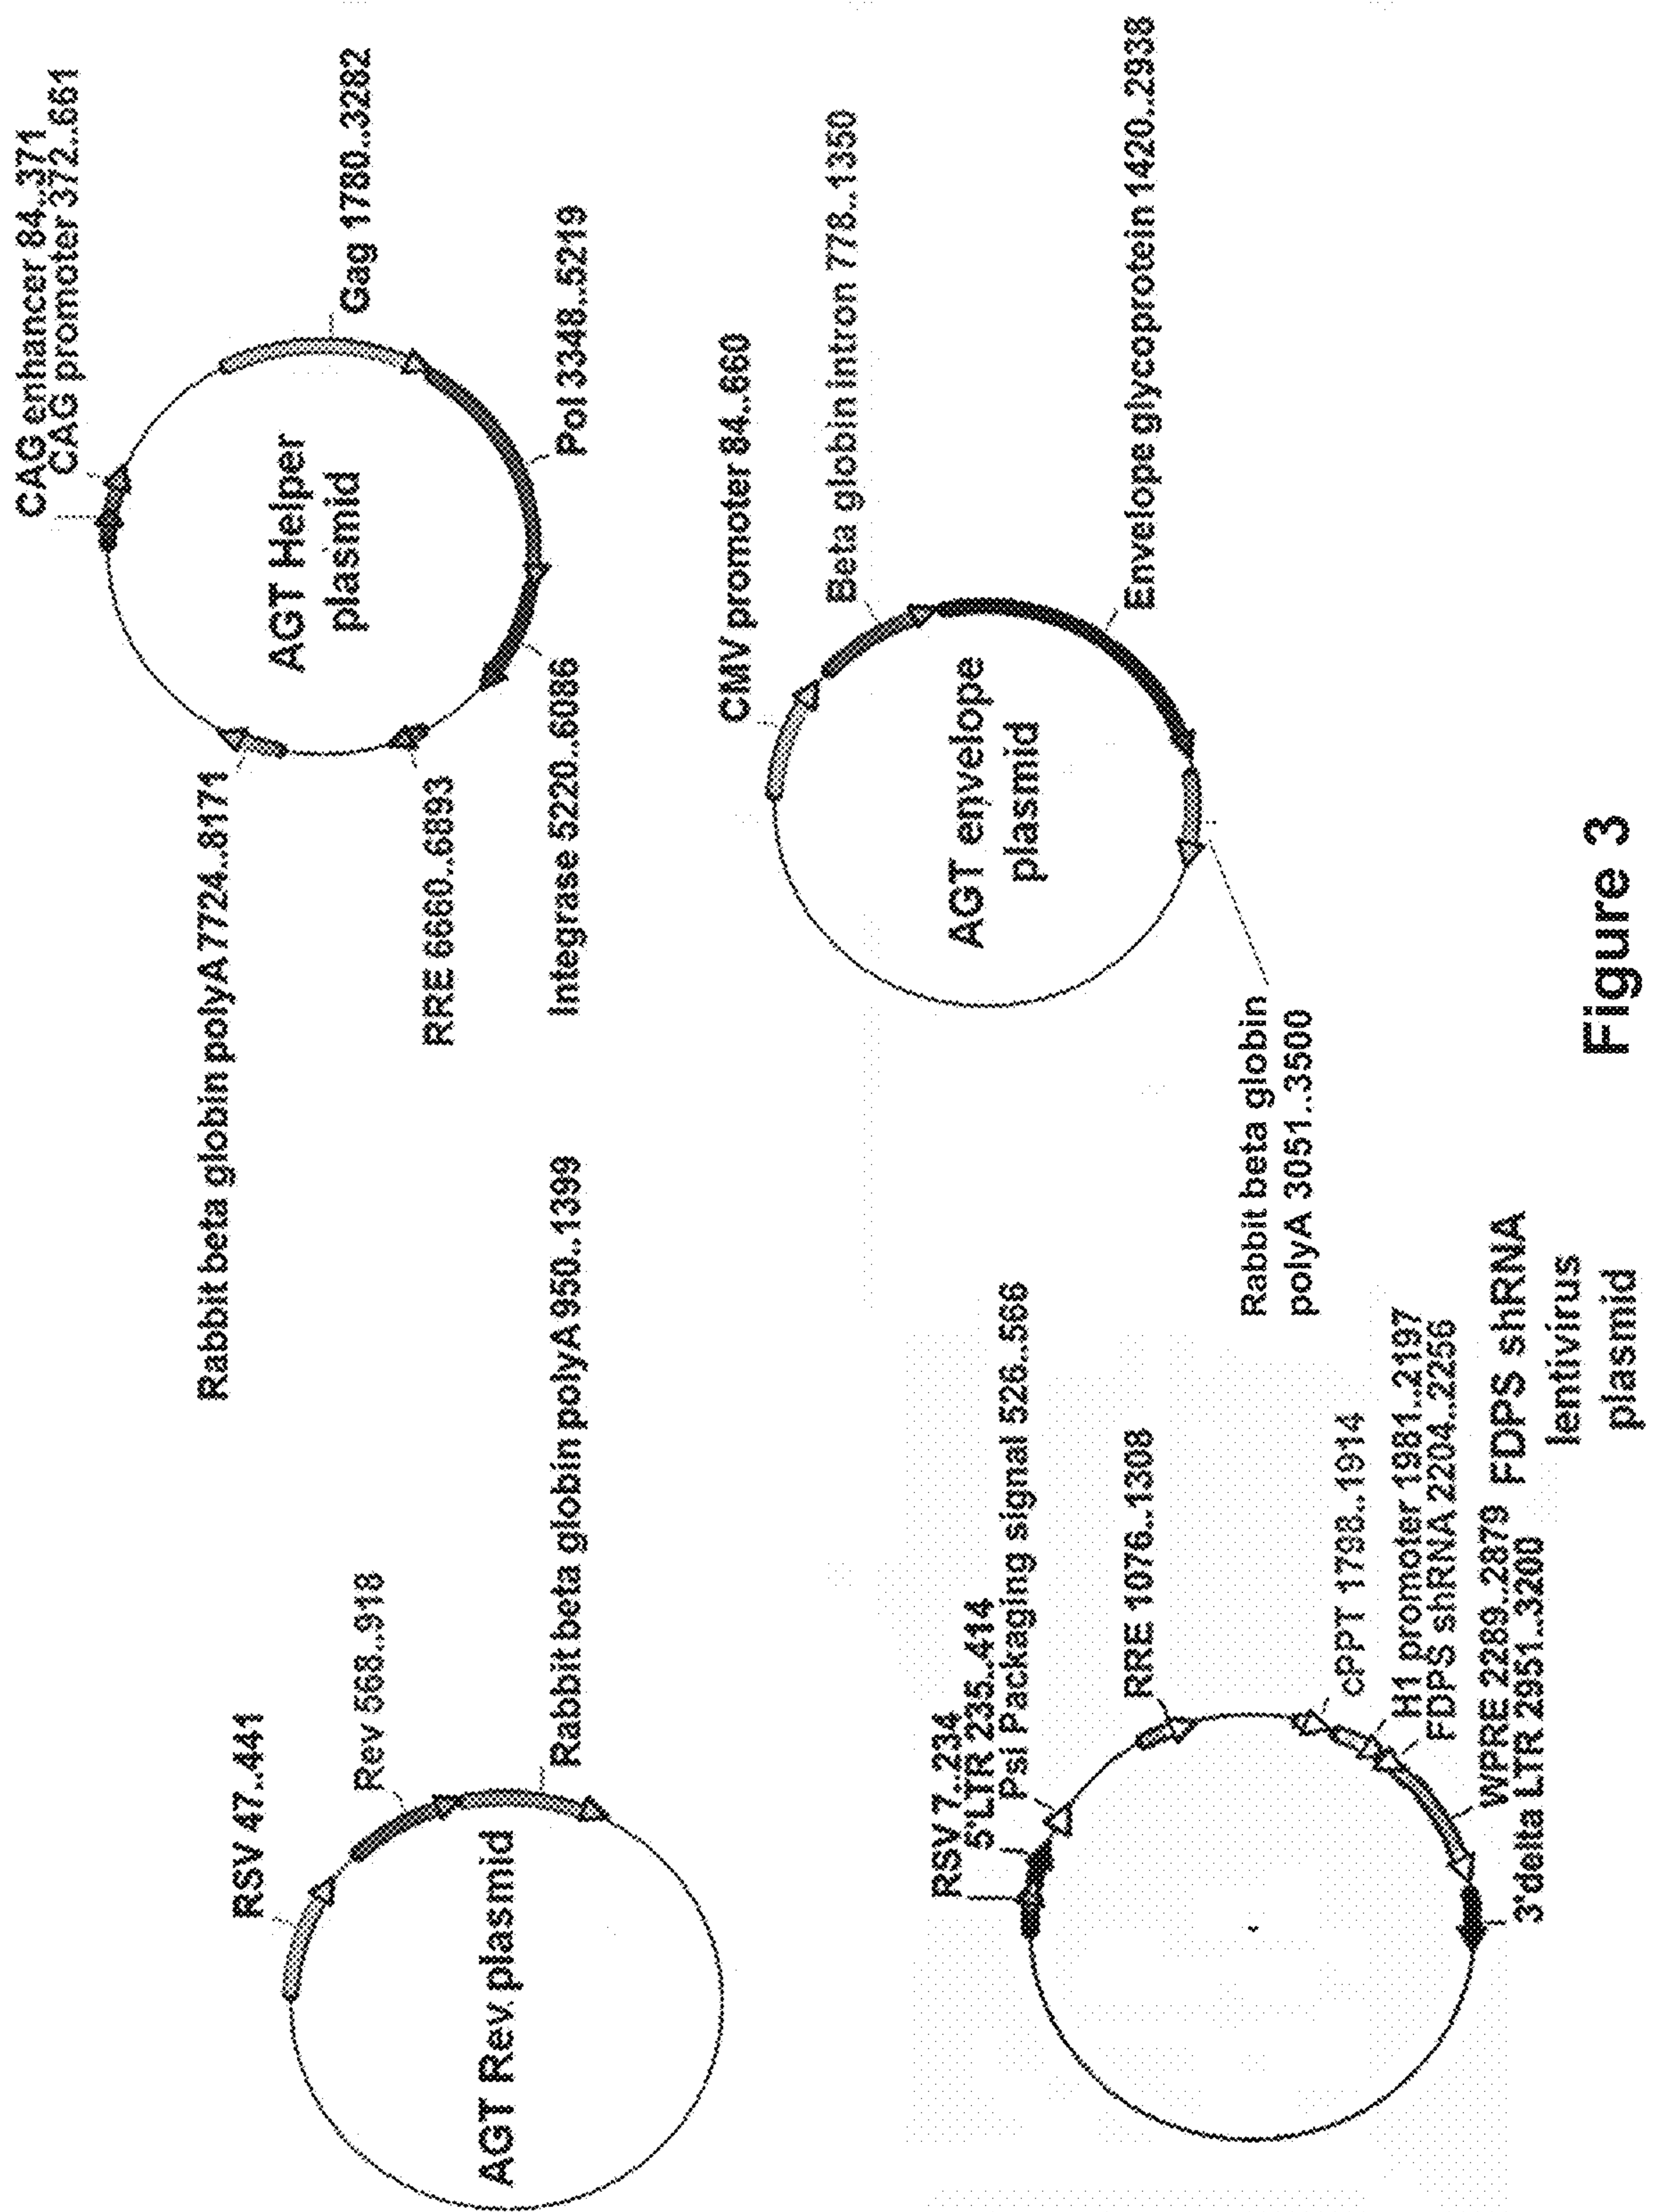 RSV 47..441
Rev 568..918
AGT Rev plasmid
Rabbit beta globin polyA 950..1399
CAG enhancer 84..371
CAG promoter 372..661
Rabbit beta globin polyA 7724..8171
AGT Helper
plasmid
Gag 1780..3282
RRE 6660..6893
Integrase 5220..6086
Pol 3348..5219
RSV 7..234
5'LTR 235..414
Psi Packaging signal 526..566
RRE 1076..1308
cPPT 1798..1914
H1 promoter 1981..2197
FDPS shRNA 2204..2256
WPRE 2289..2879
3'delta LTR 2951..3200
FDPS shRNA
lentivirus
plasmid
CMV promoter 84..660
Beta globin intron 778..1350
AGT envelope
plasmid
Envelope glycoprotein 1420..2938
Rabbit beta globin
polyA 3051..3500
Figure 3